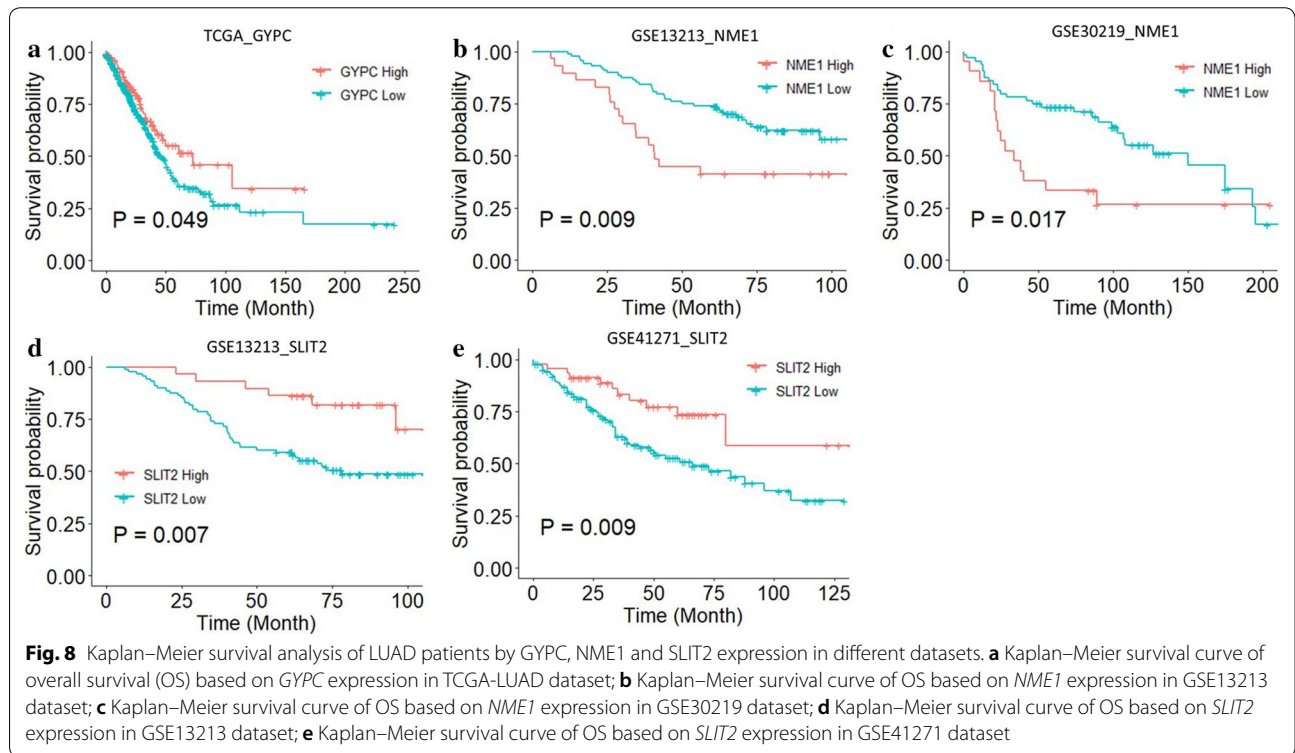 a
TCGA_GYPC
1.00
0.75
0.50
0.25
0.00
Survival probability
GYPC High
GYPC Low
P = 0.049
0 50 100 150 200 250
Time (Month)
b
GSE13213_NME1
1.00
0.75
0.50
0.25
0.00
Survival probability
NME1 High
NME1 Low
P = 0.009
0 25 50 75 100
Time (Month)
c
GSE30219_NME1
1.00
0.75
0.50
0.25
0.00
Survival probability
NME1 High
NME1 Low
P = 0.017
0 50 100 150 200
Time (Month)
d
GSE13213_SLIT2
1.00
0.75
0.50
0.25
0.00
Survival probability
SLIT2 High
SLIT2 Low
P = 0.007
0 25 50 75 100
Time (Month)
e
GSE41271_SLIT2
1.00
0.75
0.50
0.25
0.00
Survival probability
SLIT2 High
SLIT2 Low
P = 0.009
0 25 50 75 100 125
Time (Month)
Fig. 8 Kaplan–Meier survival analysis of LUAD patients by GYPC, NME1 and SLIT2 expression in different datasets. a Kaplan–Meier survival curve of
overall survival (OS) based on GYPC expression in TCGA-LUAD dataset; b Kaplan–Meier survival curve of OS based on NME1 expression in GSE13213
dataset; c Kaplan–Meier survival curve of OS based on NME1 expression in GSE30219 dataset; d Kaplan–Meier survival curve of OS based on SLIT2
expression in GSE13213 dataset; e Kaplan–Meier survival curve of OS based on SLIT2 expression in GSE41271 dataset